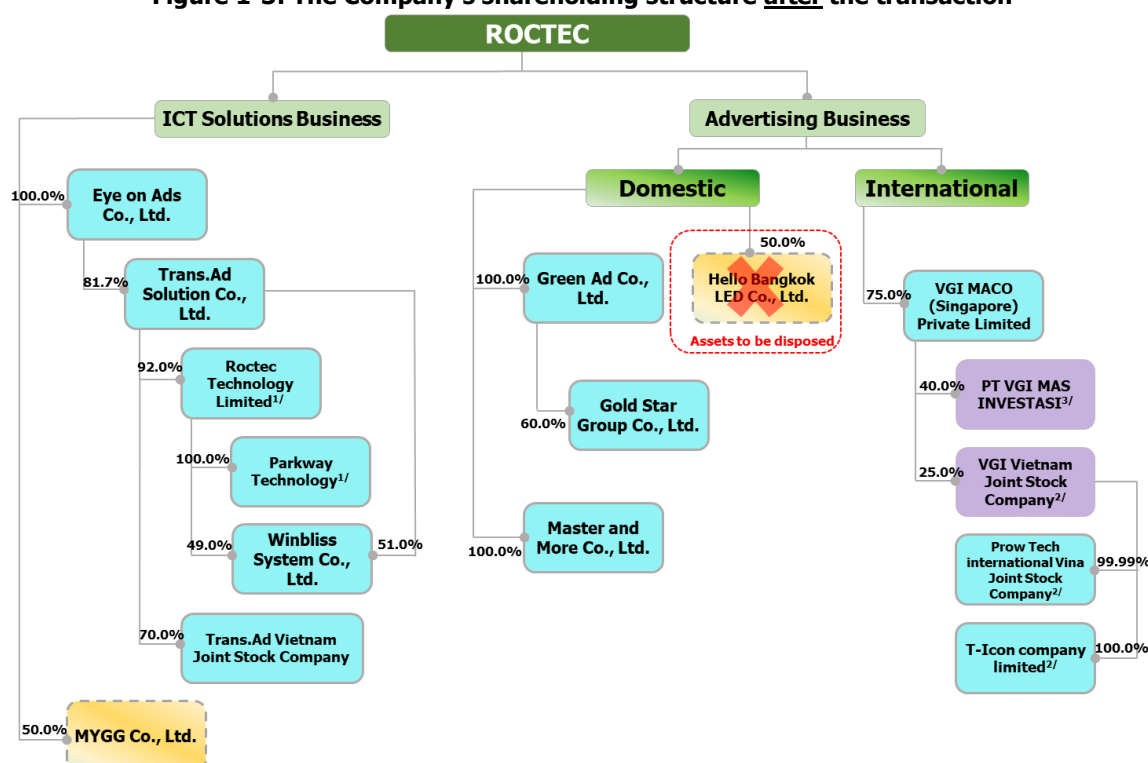 Figure 1-3: The Company's shareholding structure after the transaction
ROCTEC
ICT Solutions Business
Advertising Business
Domestic
International
100.0%
Eye on Ads
Co., Ltd.
81.7%
Trans.Ad
Solution Co.,
Ltd.
92.0%
Roctec
Technology
Limited1/
100.0%
Parkway
Technology1/
49.0%
Winbliss
System Co.,
Ltd.
51.0%
70.0%
Trans.Ad Vietnam
Joint Stock Company
50.0%
MYGG Co., Ltd.
100.0%
Green Ad Co.,
Ltd.
60.0%
Gold Star
Group Co., Ltd.
100.0%
Master and
More Co., Ltd.
50.0%
Hello Bangkok
LED Co., Ltd.
Assets to be disposed
75.0%
VGI MACO
(Singapore)
Private Limited
40.0%
PT VGI MAS
INVESTASI3/
25.0%
VGI Vietnam
Joint Stock
Company2/
Prow Tech
international Vina
Joint Stock
Company2/
99.99%
T-Icon company
limited2/
100.0%